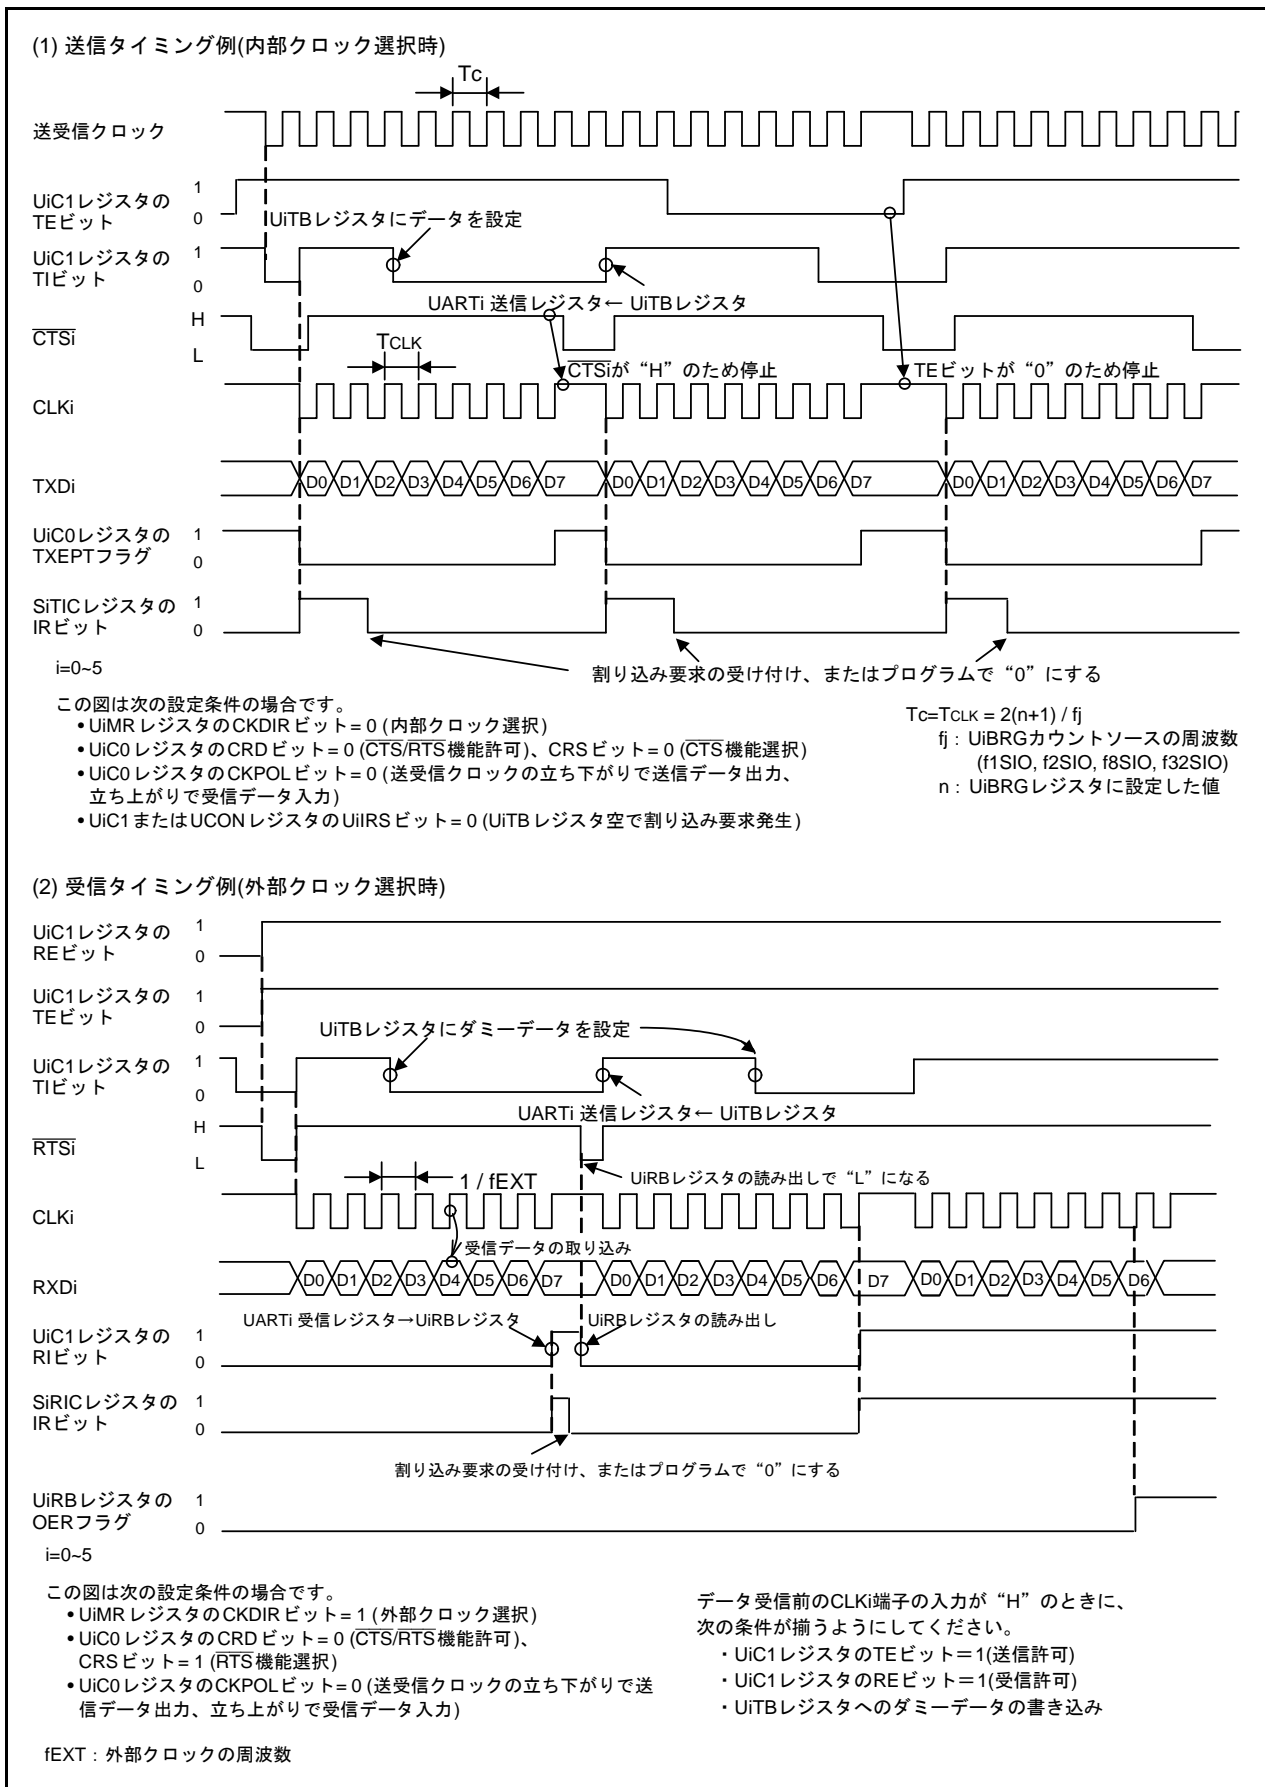 (1) 送信タイミング例(内部クロック選択時)
Tc
送受信クロック
UiC1レジスタの
TEビット
1
0
UiTBレジスタにデータを設定
UiC1レジスタの
TIビット
1
0
UARTi 送信レジスタ← UiTBレジスタ
CTSi
H
L
TCLK
CTSiが“H”のため停止
TEビットが“0”のため停止
CLKi
TXDi
D0 D1 D2 D3 D4 D5 D6 D7 D0 D1 D2 D3 D4 D5 D6 D7 D0 D1 D2 D3 D4 D5 D6 D7
UiC0レジスタの
TXEPTフラグ
1
0
SiTICレジスタの
IRビット
1
0
i=0~5
割り込み要求の受け付け、またはプログラムで“0”にする
この図は次の設定条件の場合です。
•UiMRレジスタのCKDIRビット=0 (内部クロック選択)
•UiC0レジスタのCRDビット=0 (CTS/RTS機能許可)、CRSビット=0 (CTS機能選択)
•UiC0レジスタのCKPOLビット=0 (送受信クロックの立ち下がりで送信データ出力、
立ち上がりで受信データ入力)
•UiC1またはUCONレジスタのUiIRSビット=0 (UiTBレジスタ空で割り込み要求発生)
Tc=TCLK = 2(n+1) / fj
fj : UiBRGカウントソースの周波数
(f1SIO, f2SIO, f8SIO, f32SIO)
n : UiBRGレジスタに設定した値
(2) 受信タイミング例(外部クロック選択時)
UiC1レジスタの
REビット
1
0
UiC1レジスタの
TEビット
1
0
UiTBレジスタにダミーデータを設定
UiC1レジスタの
TIビット
1
0
UARTi 送信レジスタ← UiTBレジスタ
RTSi
H
L
1 / fEXT
UiRBレジスタの読み出しで“L”になる
CLKi
受信データの取り込み
RXDi
D0 D1 D2 D3 D4 D5 D6 D7 D0 D1 D2 D3 D4 D5 D6 D7 D0 D1 D2 D3 D4 D5 D6
UARTi 受信レジスタ→UiRBレジスタ
UiRBレジスタの読み出し
UiC1レジスタの
RIビット
1
0
SiRICレジスタの
IRビット
1
0
割り込み要求の受け付け、またはプログラムで“0”にする
UiRBレジスタの
OERフラグ
1
0
i=0~5
この図は次の設定条件の場合です。
•UiMRレジスタのCKDIRビット=1 (外部クロック選択)
•UiC0レジスタのCRDビット=0 (CTS/RTS機能許可)、
CRSビット=1 (RTS機能選択)
•UiC0レジスタのCKPOLビット=0 (送受信クロックの立ち下がりで送
信データ出力、立ち上がりで受信データ入力)
fEXT : 外部クロックの周波数
データ受信前のCLKi端子の入力が“H”のときに、
次の条件が揃うようにしてください。
・UiC1レジスタのTEビット＝1(送信許可)
・UiC1レジスタのREビット＝1(受信許可)
・UiTBレジスタへのダミーデータの書き込み